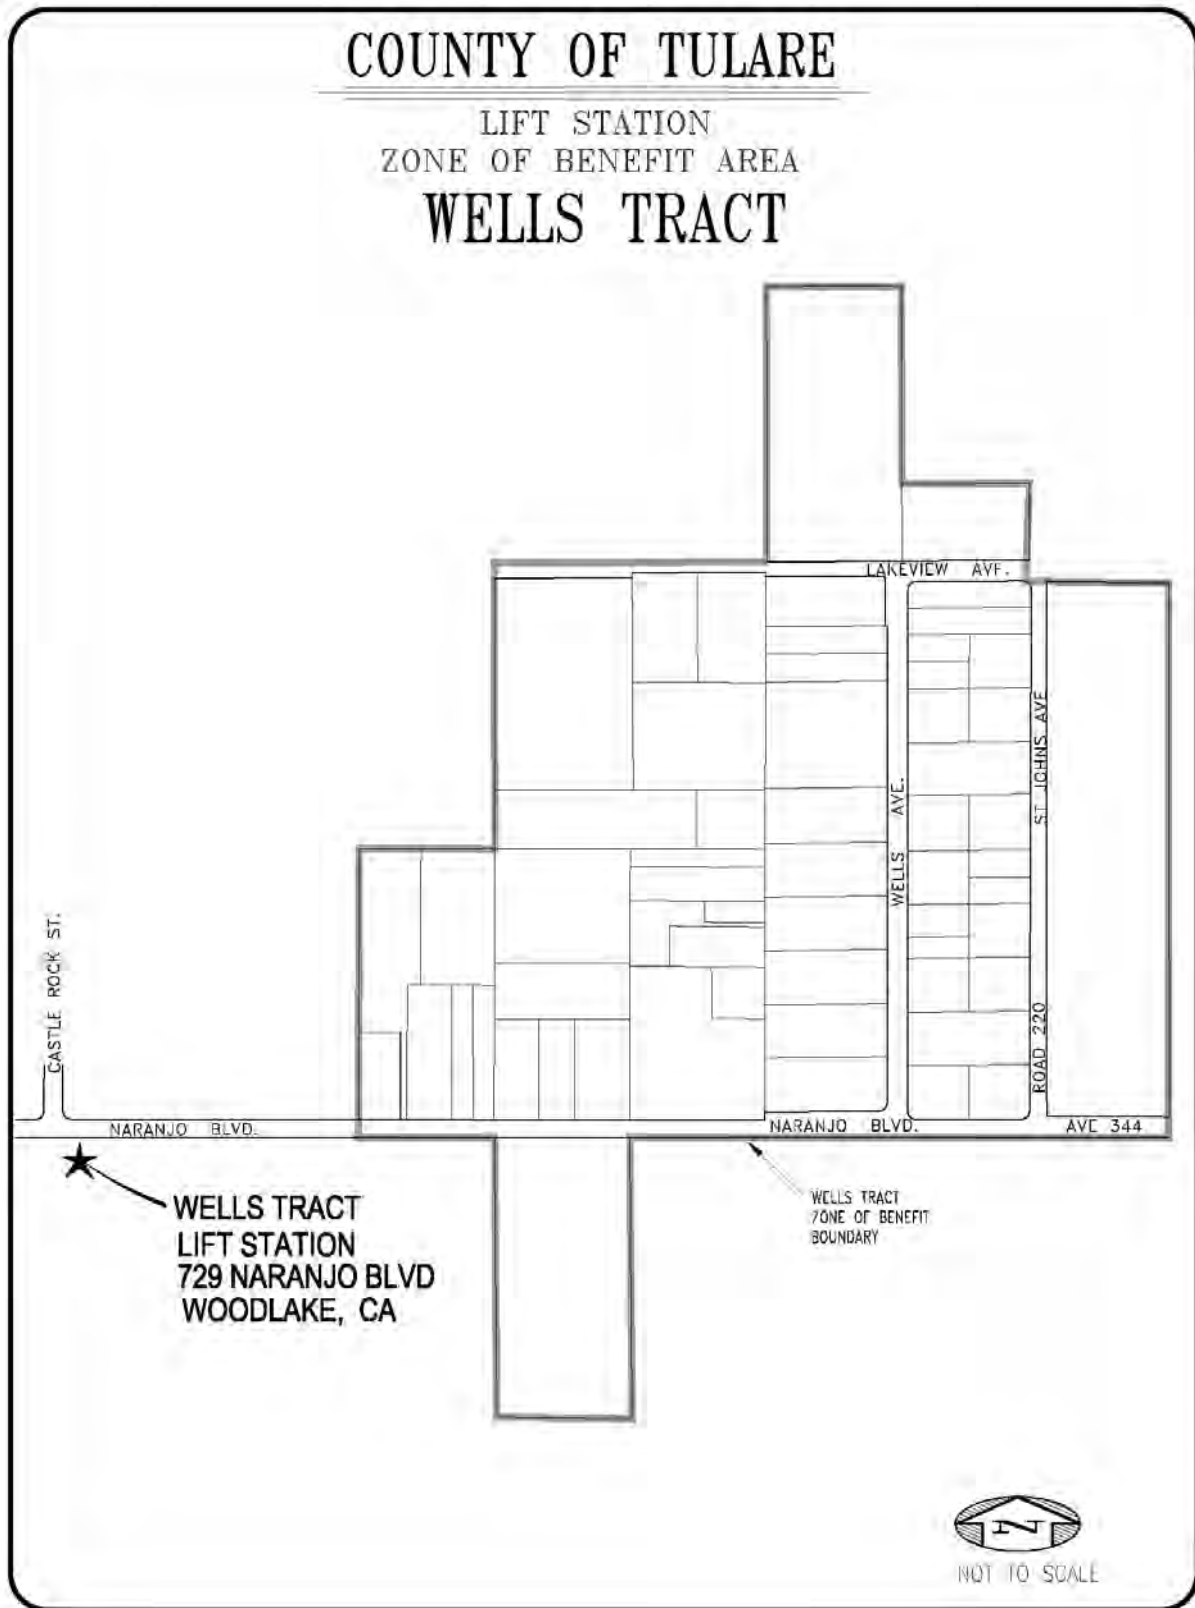 COUNTY OF TULARE
LIFT STATION
ZONE OF BENEFIT AREA
WELLS TRACT
LAKEVIEW AVE.
WELLS AVE.
ST JOHNS AVE
ROAD 220
CASTLE ROCK ST.
NARANJO BLVD.
NARANJO BLVD.
AVE 344
WELLS TRACT
LIFT STATION
729 NARANJO BLVD
WOODLAKE, CA
WELLS TRACT
ZONE OF BENEFIT
BOUNDARY
N
NOT TO SCALE